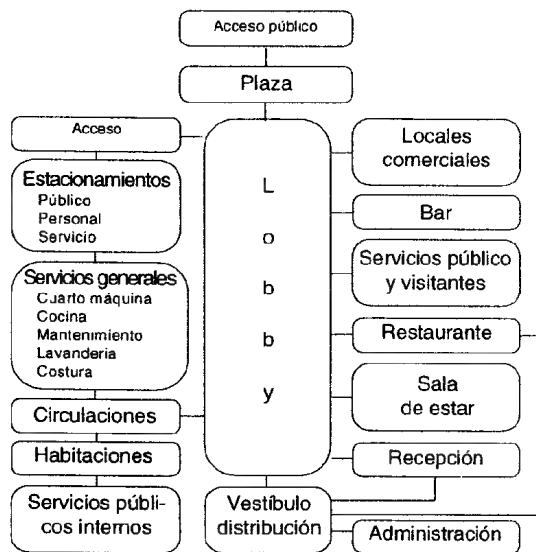 Acceso público
Plaza
Acceso
Estacionamientos
Público
Personal
Servicio
Servicios generales
Cuarto máquina
Cocina
Mantenimiento
Lavanderia
Costura
Circulaciones
Habitaciones
Servicios públi-
cos internos
L
o
b
b
y
Vestíbulo
distribución
Locales
comerciales
Bar
Servicios público
y visitantes
Restaurante
Sala
de estar
Recepción
Administración